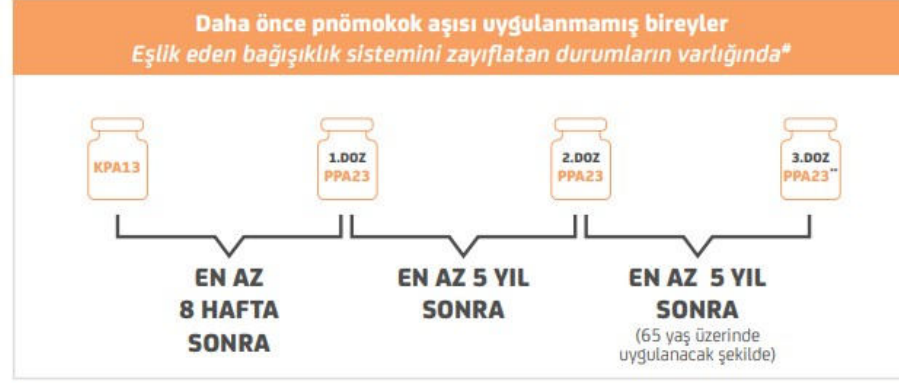 Daha önce pnömokok aşısı uygulanmamış bireyler
Eşlik eden bağışıklık sistemini zayıflatan durumların varlığında#
KPA13
1.DOZ
PPA23
2.DOZ
PPA23
3.DOZ
PPA23**
EN AZ
8 HAFTA
SONRA
EN AZ 5 YIL
SONRA
EN AZ 5 YIL
SONRA
(65 yaş üzerinde
uygulanacak şekilde)